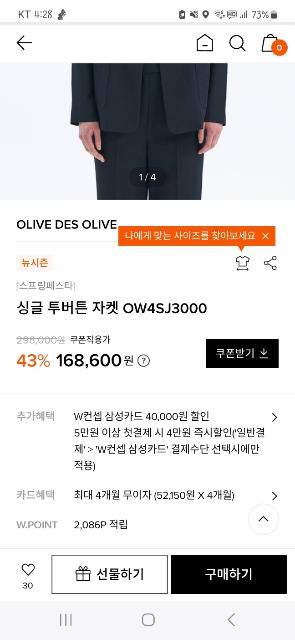 KT 4:28
73%
0
1 / 4
OLIVE DES OLIVE
나에게 맞는 사이즈를 찾아보세요 ×
뉴시즌
[스프링페스타]
싱글 투버튼 자켓 OW4SJ3000
298,000원 쿠폰적용가
43% 168,600원 ?
쿠폰받기
추가혜택 W컨셉 삼성카드 40,000원 할인
5만원 이상 첫결제 시 4만원 즉시할인('일반결
제' > 'W컨셉 삼성카드' 결제수단 선택시에만
적용)
카드혜택 최대 4개월 무이자 (52,150원 X 4개월)
W.POINT 2,086P 적립
30
선물하기
구매하기